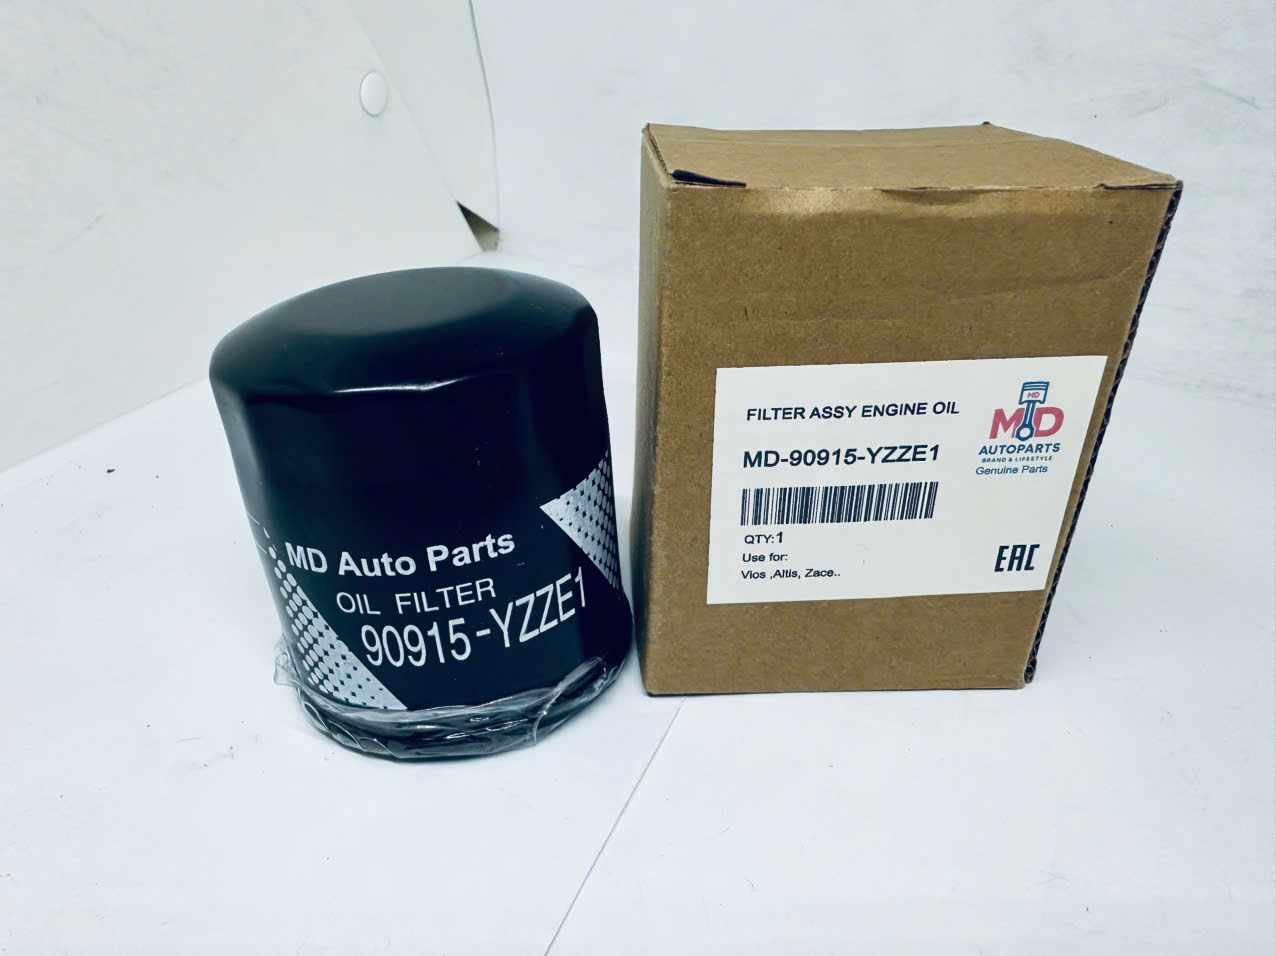 MD Auto Parts
OIL FILTER
90915-YZZE1
FILTER ASSY ENGINE OIL
MD-90915-YZZE1
QTY:1
Use for:
Vios ,Altis, Zace..
MD
MD
AUTOPARTS
BRAND & LIFESTYLE
Genuine Parts
EAC